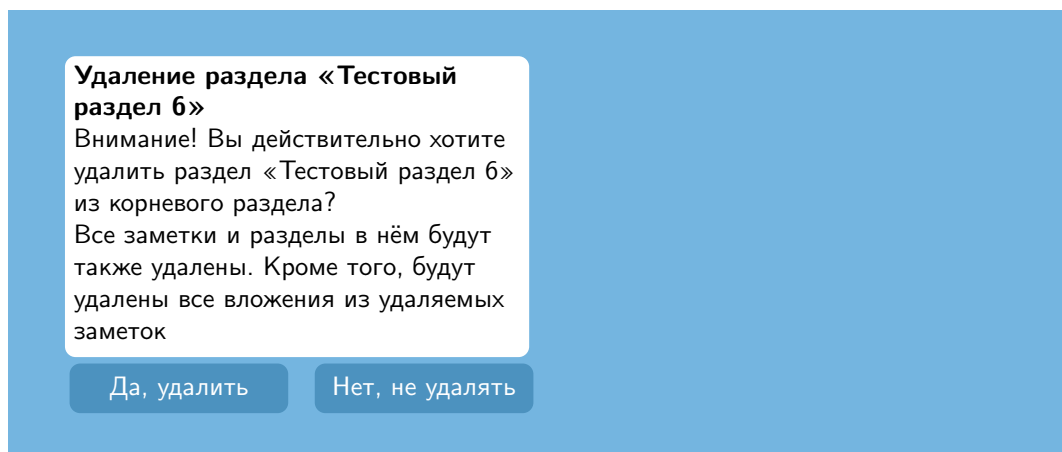 Удаление раздела «Тестовый
раздел 6»
Внимание! Вы действительно хотите
удалить раздел «Тестовый раздел 6»
из корневого раздела?
Все заметки и разделы в нём будут
также удалены. Кроме того, будут
удалены все вложения из удаляемых
заметок
Да, удалить
Нет, не удалять